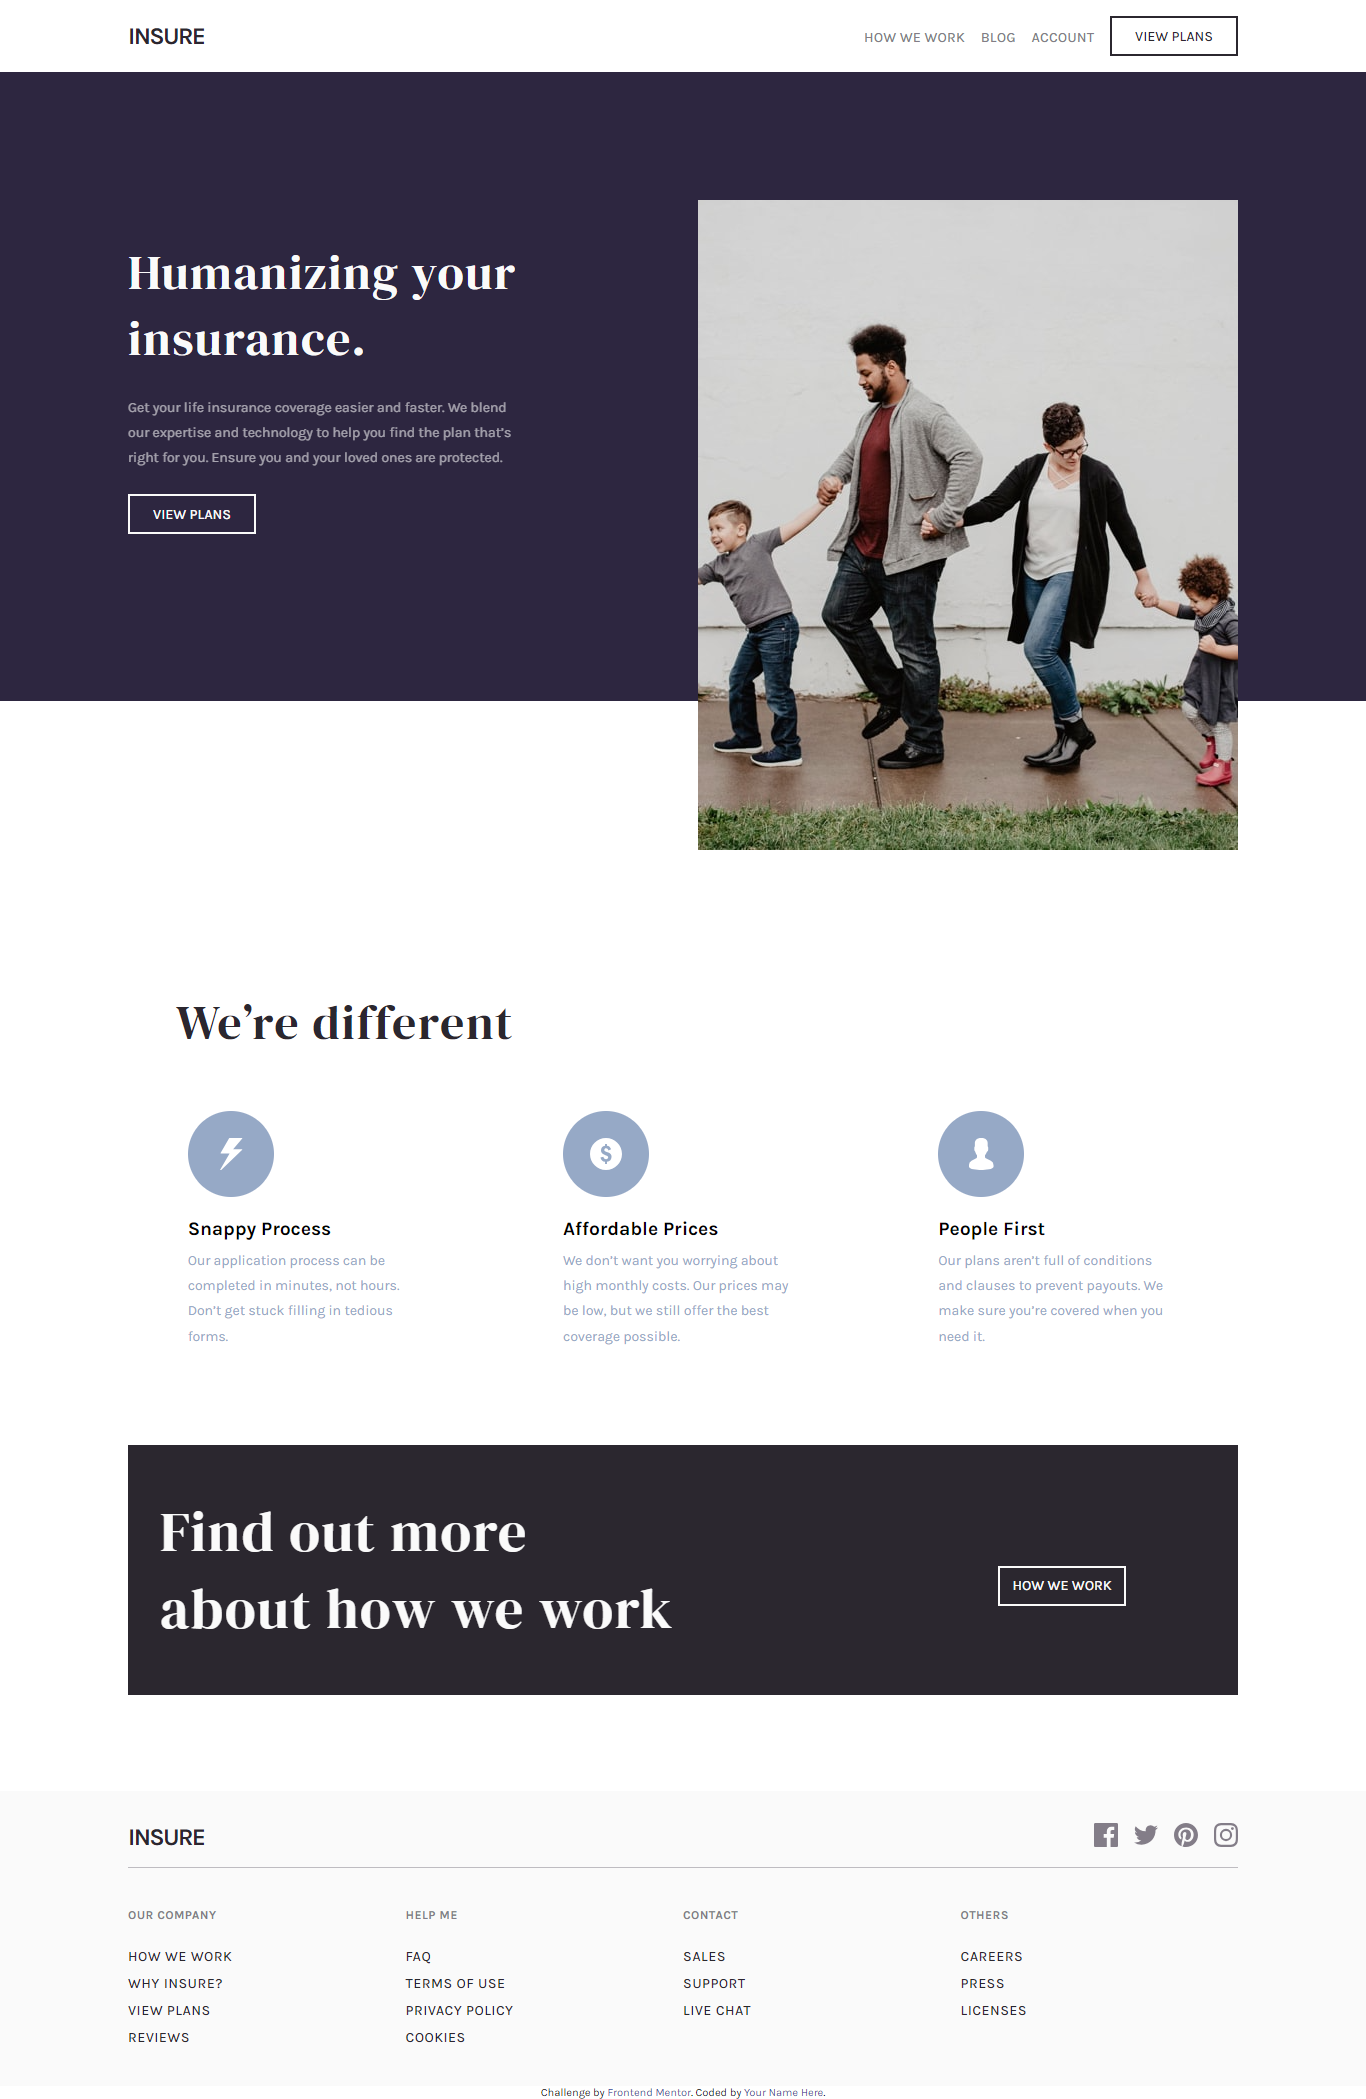 INSURE
HOW WE WORK BLOG ACCOUNT VIEW PLANS
Humanizing your
insurance.
Get your life insurance coverage easier and faster. We blend
our expertise and technology to help you find the plan that's
right for you. Ensure you and your loved ones are protected.
VIEW PLANS
We’re different
Snappy Process
Our application process can be
completed in minutes, not hours.
Don’t get stuck filling in tedious
forms.
Affordable Prices
We don’t want you worrying about
high monthly costs. Our prices may
be low, but we still offer the best
coverage possible.
People First
Our plans aren’t full of conditions
and clauses to prevent payouts. We
make sure you’re covered when you
need it.
Find out more
about how we work
HOW WE WORK
INSURE
OUR COMPANY
HOW WE WORK
WHY INSURE?
VIEW PLANS
REVIEWS
HELP ME
FAQ
TERMS OF USE
PRIVACY POLICY
COOKIES
CONTACT
SALES
SUPPORT
LIVE CHAT
OTHERS
CAREERS
PRESS
LICENSES
Challenge by Frontend Mentor. Coded by Your Name Here.